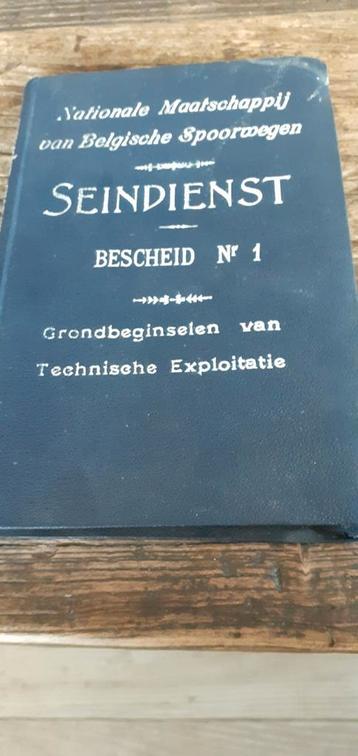 Nationale Maatschappij
van Belgische Spoorwegen
SEINDIENST
BESCHEID Nr 1
Grondbeginselen van
Technische Exploitatie